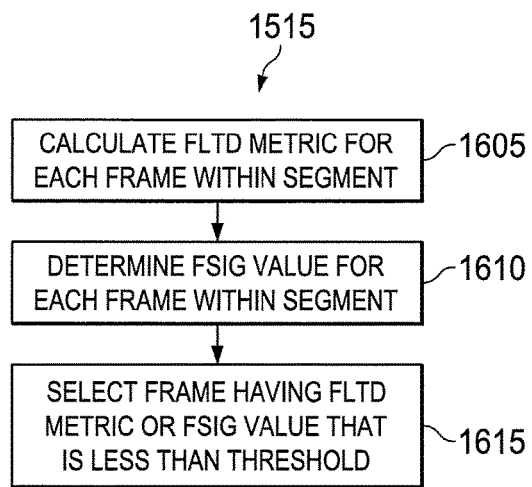 1515
CALCULATE FLTD METRIC FOR
EACH FRAME WITHIN SEGMENT
1605
DETERMINE FSIG VALUE FOR
EACH FRAME WITHIN SEGMENT
1610
SELECT FRAME HAVING FLTD
METRIC OR FSIG VALUE THAT
IS LESS THAN THRESHOLD
1615